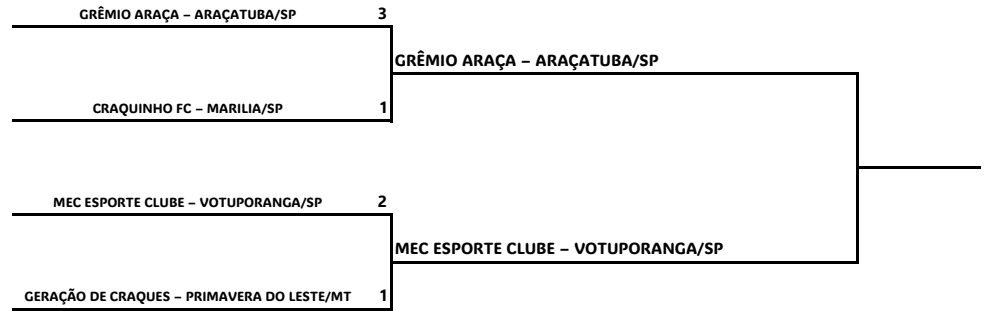 GRÊMIO ARAÇA – ARAÇATUBA/SP 3
GRÊMIO ARAÇA – ARAÇATUBA/SP
CRAQUINHO FC – MARILIA/SP 1
MEC ESPORTE CLUBE – VOTUPORANGA/SP 2
MEC ESPORTE CLUBE – VOTUPORANGA/SP
GERAÇÃO DE CRAQUES – PRIMAVERA DO LESTE/MT 1